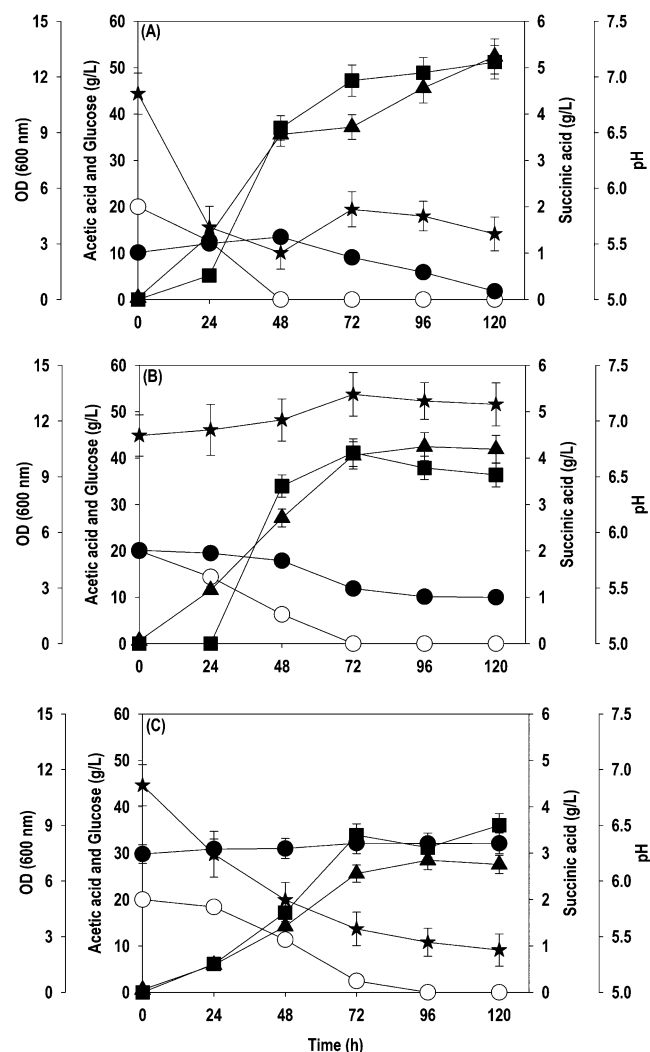 (A)
15 60 6 7.5
50 5
12 7.0
40 4
9 6.5
30 3
6 6.0
20 2
3 5.5
10 1
0 0 0 5.0
0 24 48 72 96 120
OD (600 nm)
Acetic acid and Glucose (g/L)
Succinic acid (g/L)
pH
(B)
15 60 6 7.5
50 5
12 7.0
40 4
9 6.5
30 3
6 6.0
20 2
3 5.5
10 1
0 0 0 5.0
0 24 48 72 96 120
OD (600 nm)
Acetic acid and Glucose (g/L)
Succinic acid (g/L)
pH
(C)
15 60 6 7.5
50 5
12 7.0
40 4
9 6.5
30 3
6 6.0
20 2
3 5.5
10 1
0 0 0 5.0
0 24 48 72 96 120
OD (600 nm)
Acetic acid and Glucose (g/L)
Succinic acid (g/L)
pH
Time (h)